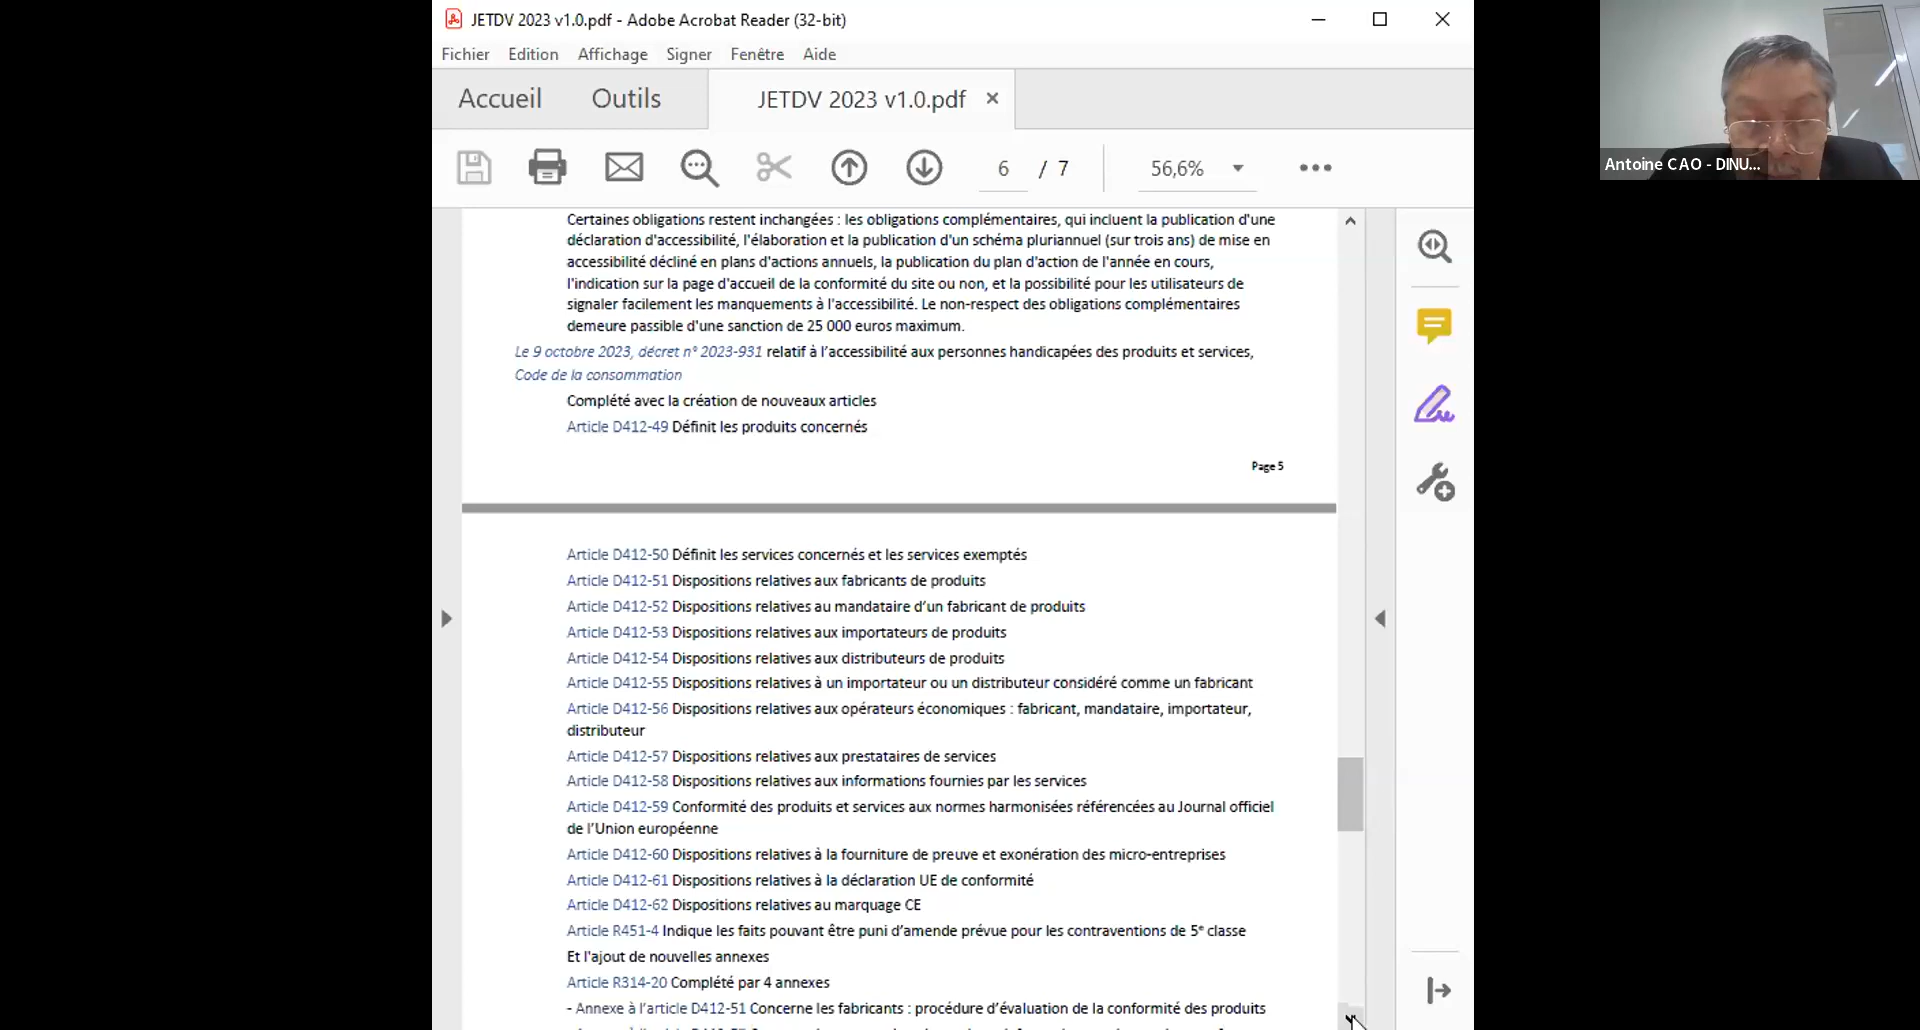 JETDV 2023 v1.0.pdf - Adobe Acrobat Reader (32-bit)
Fichier Edition Affichage Signer Fenêtre Aide
Accueil Outils JETDV 2023 v1.0.pdf ×
6 / 7 56,6%
Certaines obligations restent inchangées : les obligations complémentaires, qui incluent la publication d'une
déclaration d'accessibilité, l'élaboration et la publication d'un schéma pluriannuel (sur trois ans) de mise en
accessibilité décliné en plans d'actions annuels, la publication du plan d'action de l'année en cours,
l'indication sur la page d'accueil de la conformité du site ou non, et la possibilité pour les utilisateurs de
signaler facilement les manquements à l'accessibilité. Le non-respect des obligations complémentaires
demeure passible d'une sanction de 25 000 euros maximum.
Le 9 octobre 2023, décret n° 2023-931 relatif à l’accessibilité aux personnes handicapées des produits et services,
Code de la consommation
Complété avec la création de nouveaux articles
Article D412-49 Définit les produits concernés
Page 5
Article D412-50 Définit les services concernés et les services exemptés
Article D412-51 Dispositions relatives aux fabricants de produits
Article D412-52 Dispositions relatives au mandataire d’un fabricant de produits
Article D412-53 Dispositions relatives aux importateurs de produits
Article D412-54 Dispositions relatives aux distributeurs de produits
Article D412-55 Dispositions relatives à un importateur ou un distributeur considéré comme un fabricant
Article D412-56 Dispositions relatives aux opérateurs économiques : fabricant, mandataire, importateur,
distributeur
Article D412-57 Dispositions relatives aux prestataires de services
Article D412-58 Dispositions relatives aux informations fournies par les services
Article D412-59 Conformité des produits et services aux normes harmonisées référencées au Journal officiel
de l’Union européenne
Article D412-60 Dispositions relatives à la fourniture de preuve et exonération des micro-entreprises
Article D412-61 Dispositions relatives à la déclaration UE de conformité
Article D412-62 Dispositions relatives au marquage CE
Article R451-4 Indique les faits pouvant être puni d’amende prévue pour les contraventions de 5e classe
Et l'ajout de nouvelles annexes
Article R314-20 Complété par 4 annexes
- Annexe à l’article D412-51 Concerne les fabricants : procédure d’évaluation de la conformité des produits
Antoine CAO - DINU...